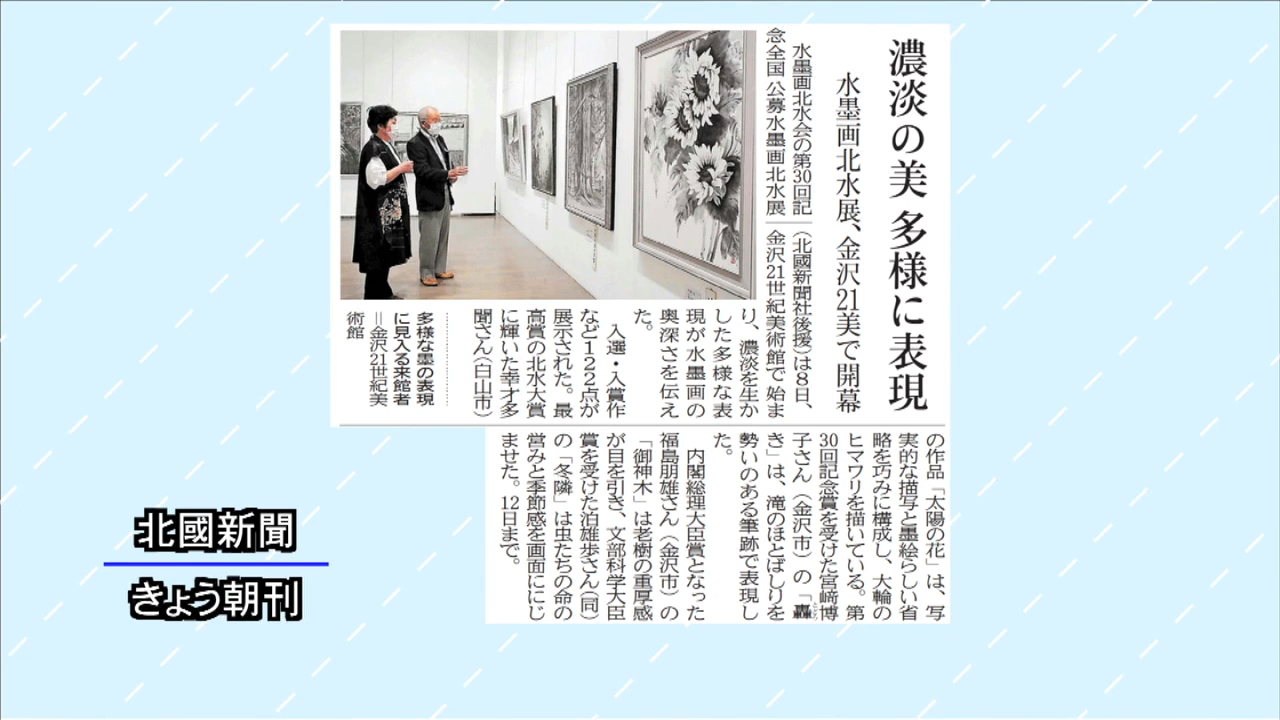 濃淡の美 多様に表現
水墨画北水展、金沢21美で開幕
水墨画北水会の第30回記
念全国公募水墨画北水展
（北國新聞社後援）は８日、
金沢21世紀美術館で始ま
り、濃淡を生か
した多様な表
現が水墨画の
奥深さを伝え
た。
入選・入賞作
など１２２点が
展示された。最
高賞の北水大賞
に輝いた幸才多
聞さん（白山市）
の作品「太陽の花」は、写
実的な描写と墨絵らしい省
略を巧みに構成し、大輪の
ヒマワリを描いている。第
30回記念賞を受けた宮﨑博
子さん（金沢市）の「轟
き」は、滝のほとばしりを
勢いのある筆跡で表現し
た。
内閣総理大臣賞となった
福島朋雄さん（金沢市）の
「御神木」は老樹の重厚感
が目を引き、文部科学大臣
賞を受けた泊雄歩さん（同）
の「冬隣」は虫たちの命の
営みと季節感を画面ににじ
ませた。12日まで。
多様な墨の表現
に見入る来館者
＝金沢21世紀美
術館
北國新聞
きょう朝刊